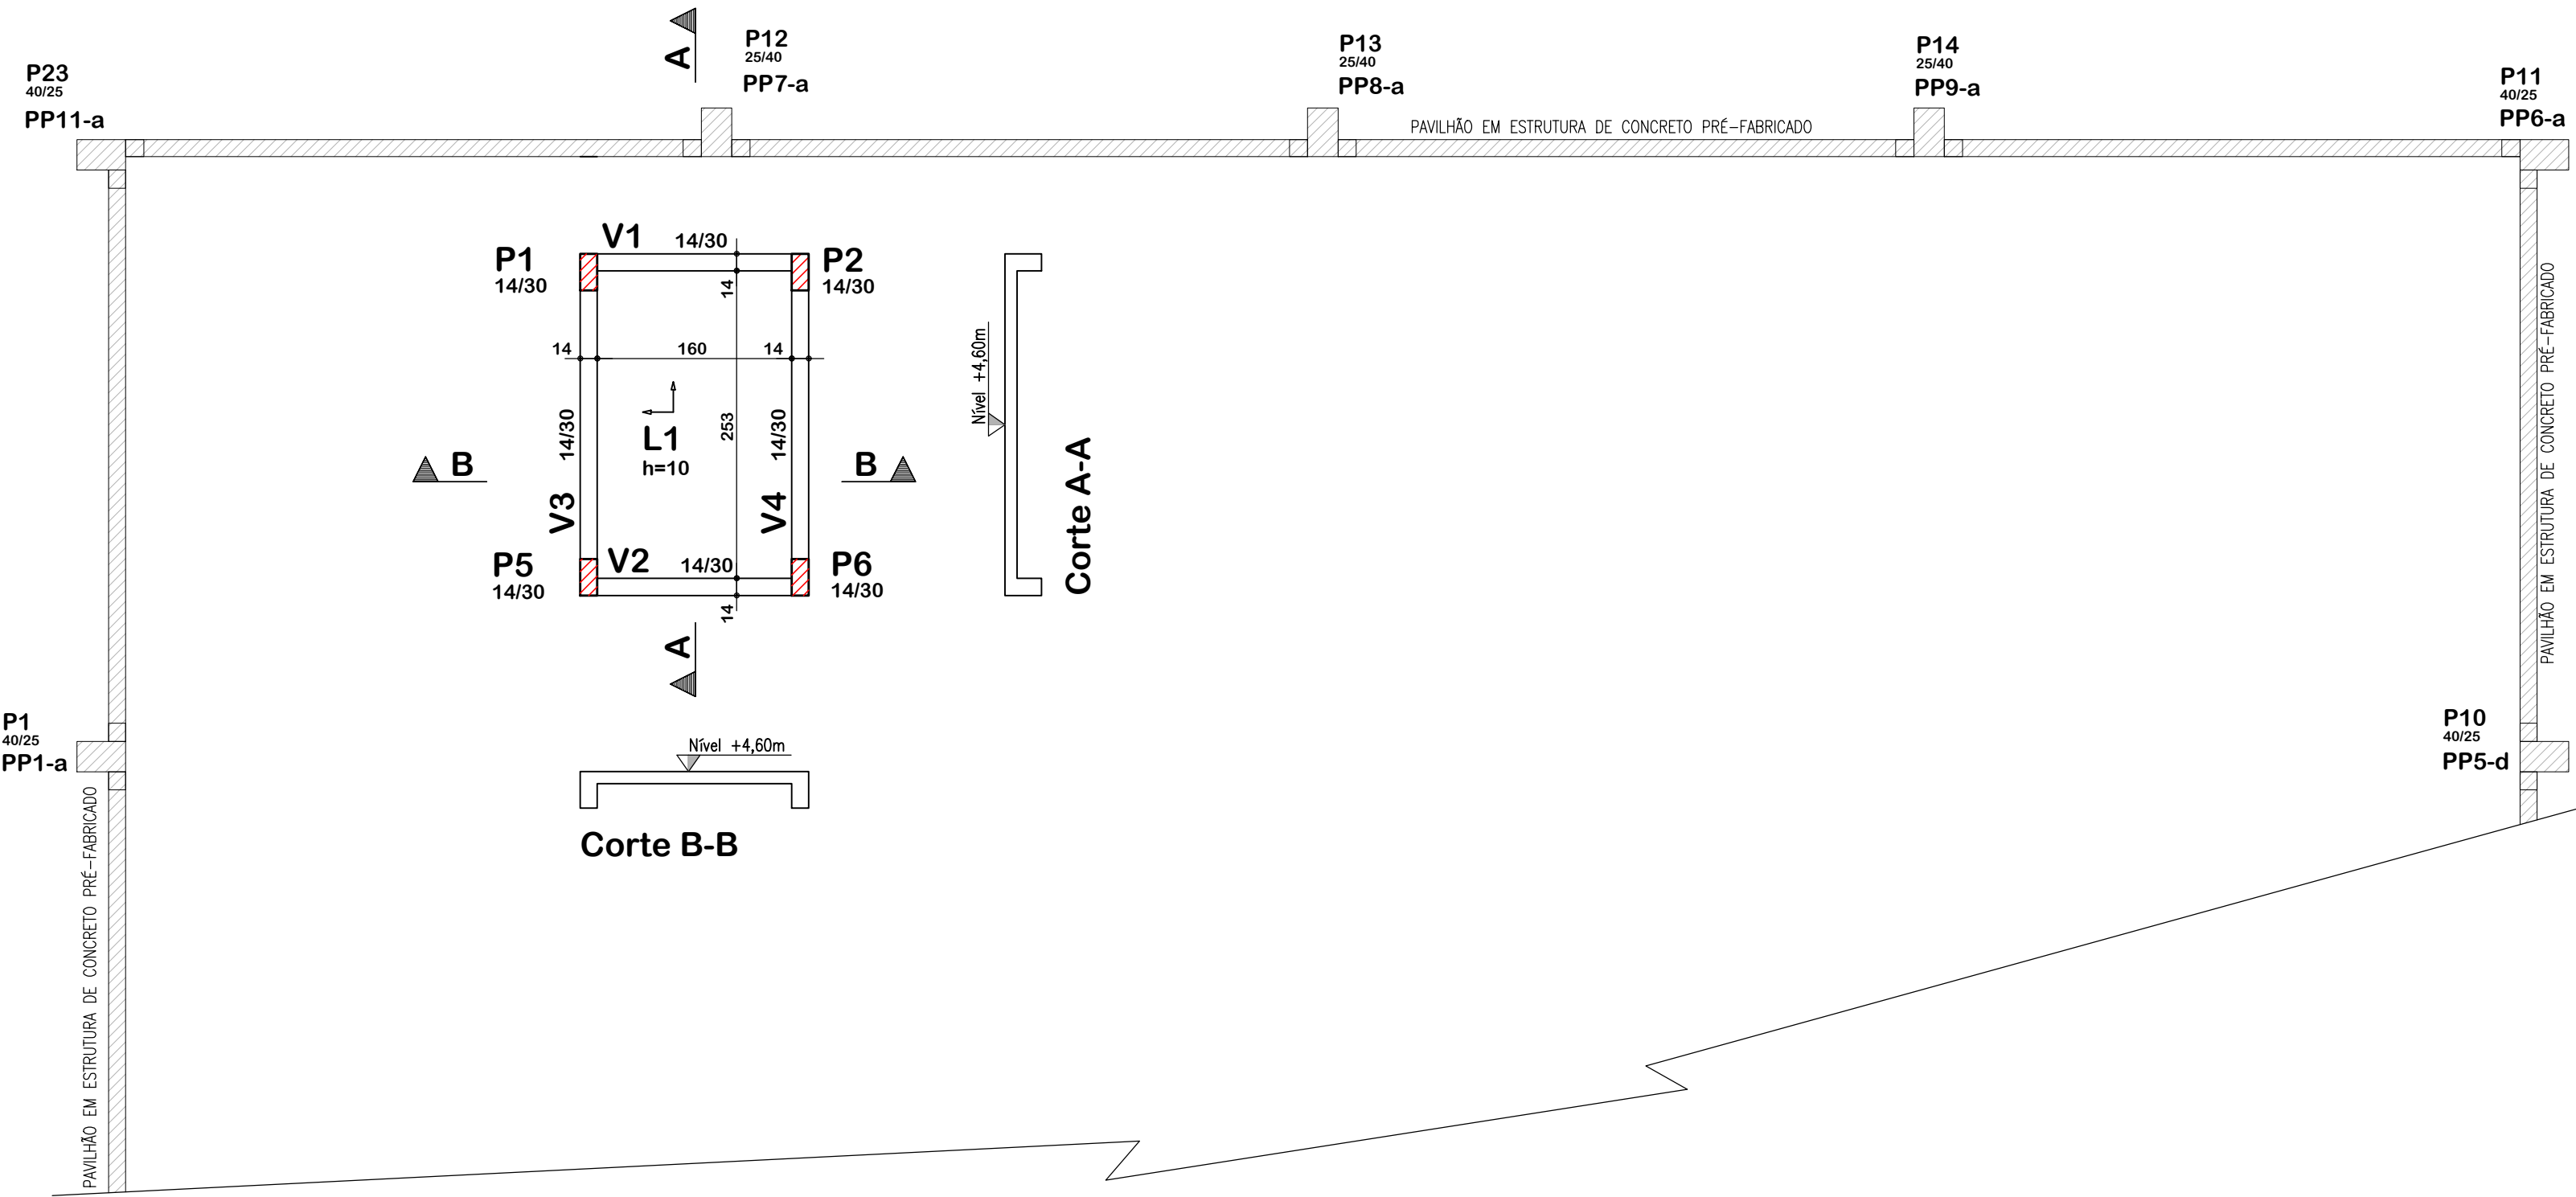 A
P12
25/40
PP7-a
P13
25/40
PP8-a
P14
25/40
PP9-a
P23
40/25
PP11-a
P11
40/25
PP6-a
PAVILHÃO EM ESTRUTURA DE CONCRETO PRÉ-FABRICADO
V1
14/30
P1
14/30
P2
14/30
14
14
160
14
14/30
L1
h=10
253
14/30
B
B
V3
V4
P5
14/30
V2
14/30
P6
14/30
14
A
Nível +4,60m
Corte A-A
PAVILHÃO EM ESTRUTURA DE CONCRETO PRÉ-FABRICADO
P1
40/25
PP1-a
P10
40/25
PP5-d
Nível +4,60m
Corte B-B
PAVILHÃO EM ESTRUTURA DE CONCRETO PRÉ-FABRICADO